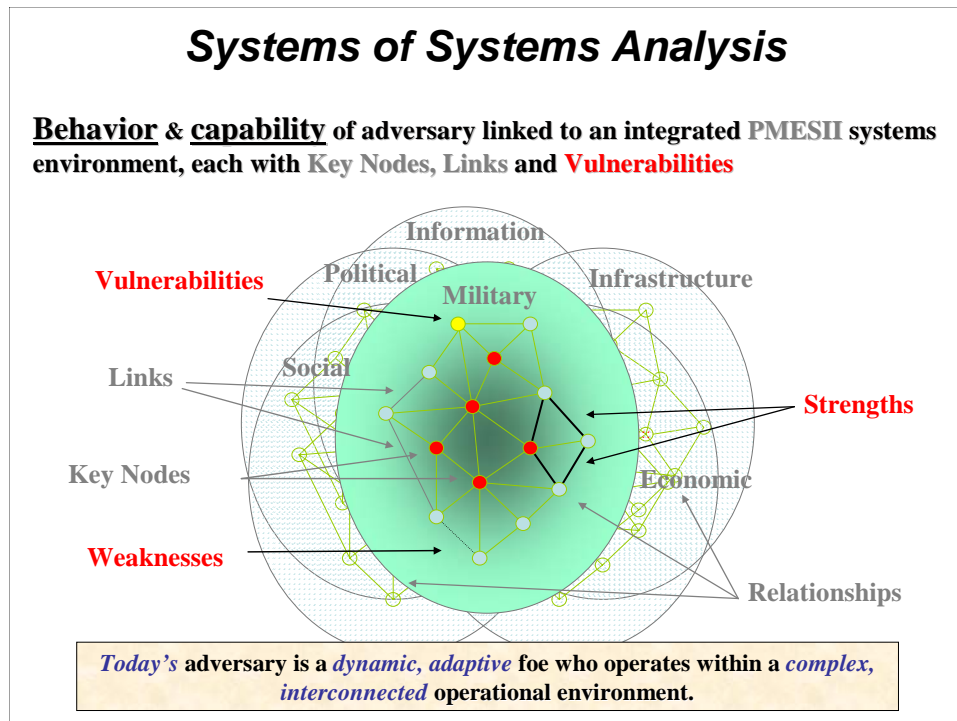 Systems of Systems Analysis
Behavior & capability of adversary linked to an integrated PMESII systems
environment, each with Key Nodes, Links and Vulnerabilities
Information
Political
Infrastructure
Vulnerabilities
Military
Social
Links
Strengths
Key Nodes
Economic
Weaknesses
Relationships
Today's adversary is a dynamic, adaptive foe who operates within a complex,
interconnected operational environment.